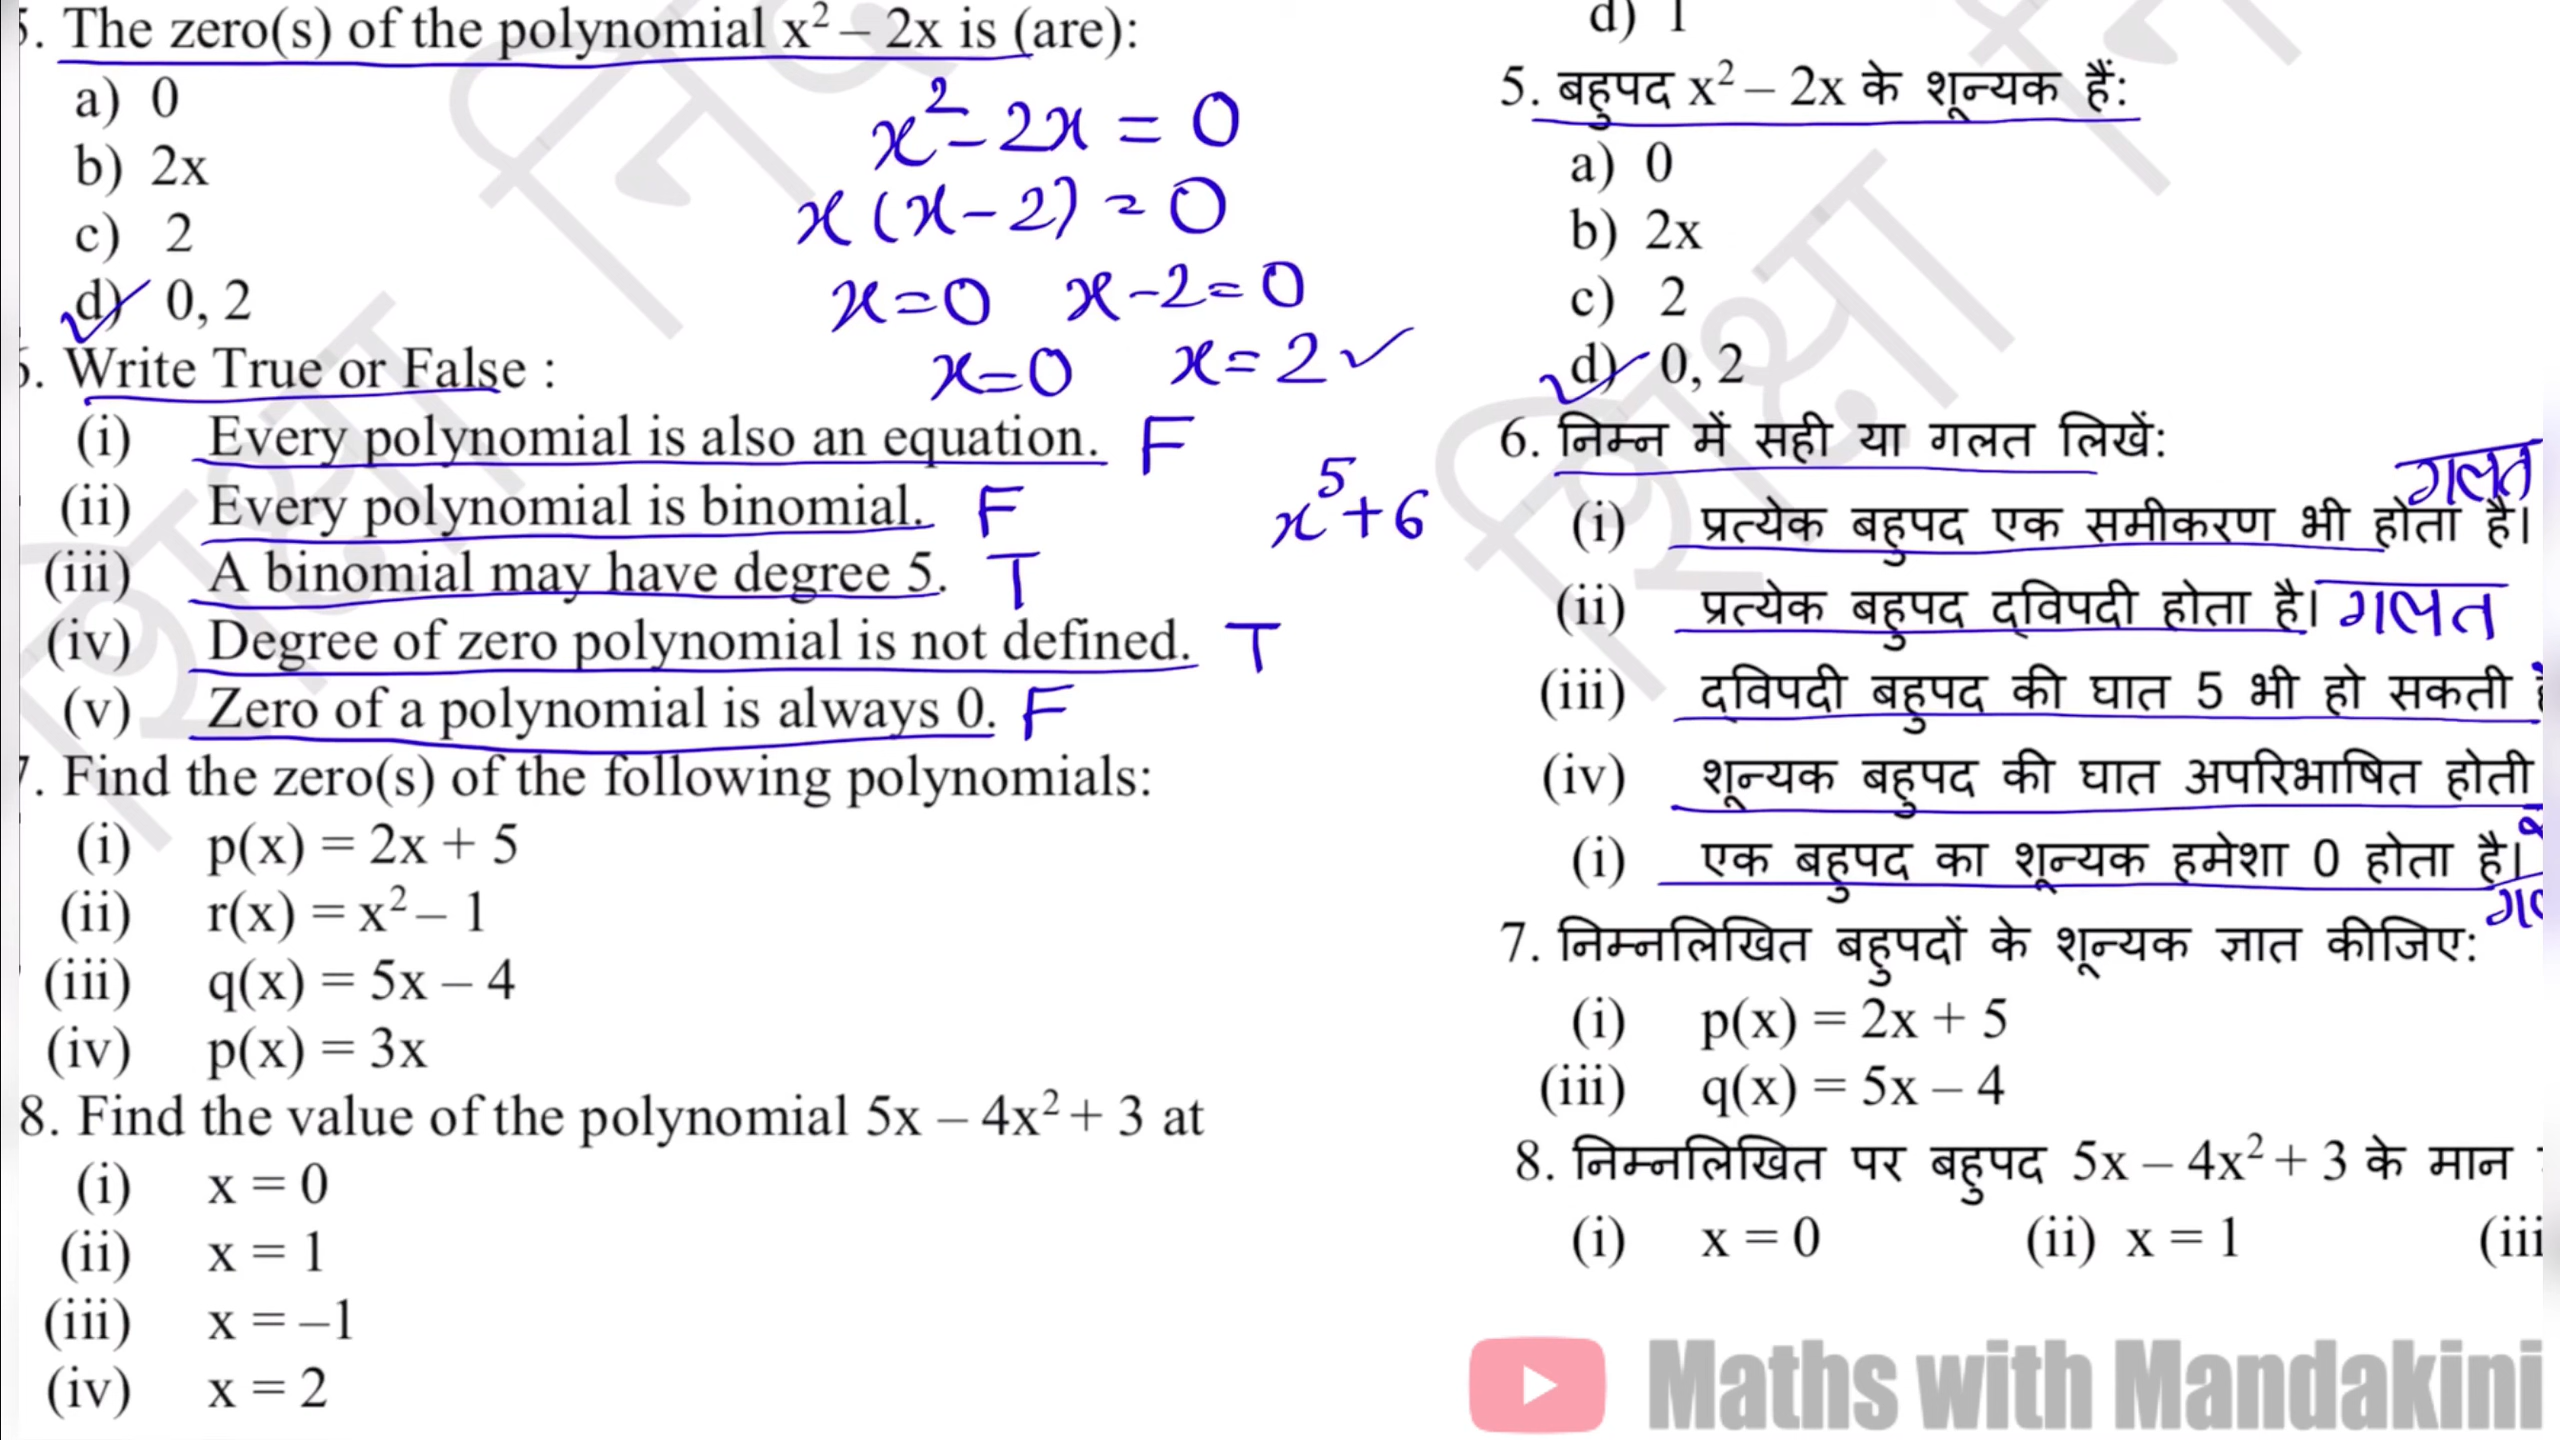 . The zero(s) of the polynomial x² – 2x is (are):
a) 0
b) 2x
c) 2
d) 0, 2
x² - 2x = 0
x (x - 2) = 0
x = 0 x - 2 = 0
x = 0 x = 2 ✓
. Write True or False :
(i) Every polynomial is also an equation. F
(ii) Every polynomial is binomial. F
x⁵ + 6
(iii) A binomial may have degree 5. T
(iv) Degree of zero polynomial is not defined. T
(v) Zero of a polynomial is always 0. F
. Find the zero(s) of the following polynomials:
(i) p(x) = 2x + 5
(ii) r(x) = x² – 1
(iii) q(x) = 5x – 4
(iv) p(x) = 3x
8. Find the value of the polynomial 5x – 4x² + 3 at
(i) x = 0
(ii) x = 1
(iii) x = –1
(iv) x = 2
d) 1
5. बहुपद x² – 2x के शून्यक हैं:
a) 0
b) 2x
c) 2
d) 0, 2
6. निम्न में सही या गलत लिखें:
गलत
(i) प्रत्येक बहुपद एक समीकरण भी होता है।
(ii) प्रत्येक बहुपद द्विपदी होता है। गलत
(iii) द्विपदी बहुपद की घात 5 भी हो सकती
(iv) शून्यक बहुपद की घात अपरिभाषित होती
(i) एक बहुपद का शून्यक हमेशा 0 होता है।
7. निम्नलिखित बहुपदों के शून्यक ज्ञात कीजिए:
(i) p(x) = 2x + 5
(iii) q(x) = 5x – 4
8. निम्नलिखित पर बहुपद 5x – 4x² + 3 के मान
(i) x = 0 (ii) x = 1 (iii
Maths with Mandakini
शिक्षा नि
शिक्षा नि